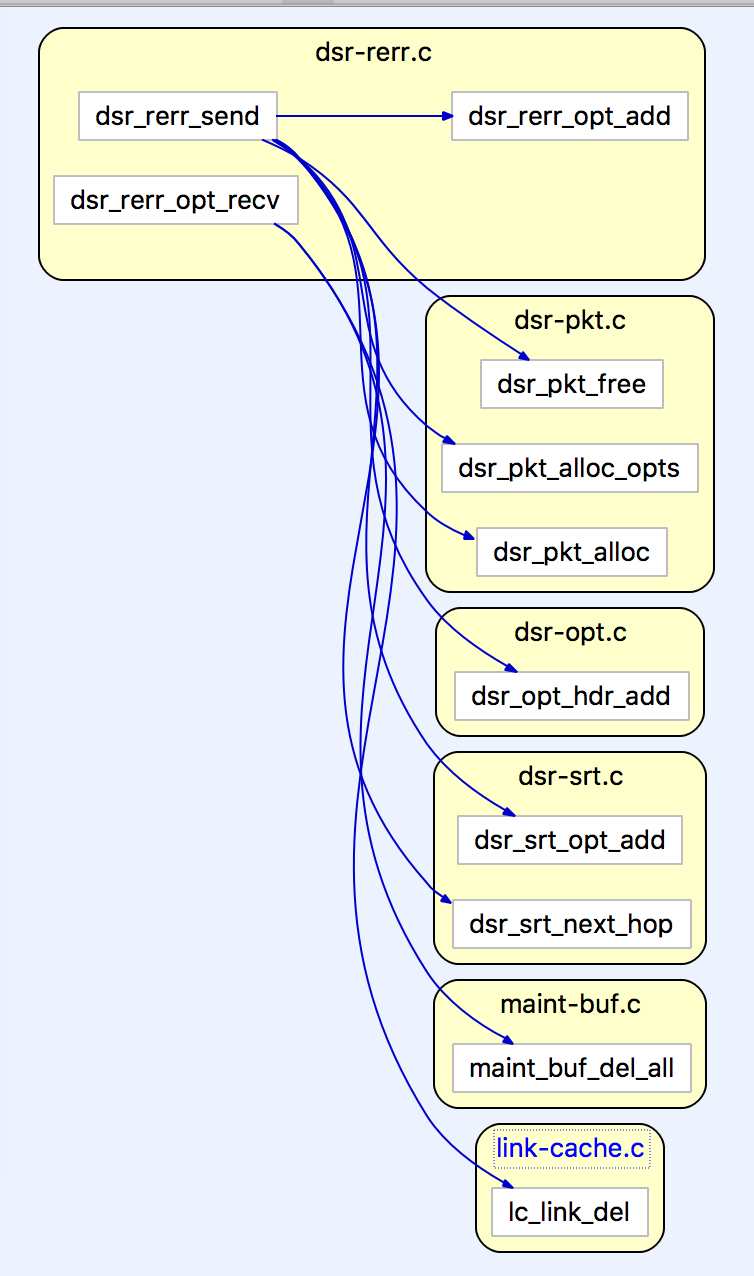 dsr-rerr.c
dsr_rerr_send
dsr_rerr_opt_add
dsr_rerr_opt_recv
dsr-pkt.c
dsr_pkt_free
dsr_pkt_alloc_opts
dsr_pkt_alloc
dsr-opt.c
dsr_opt_hdr_add
dsr-srt.c
dsr_srt_opt_add
dsr_srt_next_hop
maint-buf.c
maint_buf_del_all
link-cache.c
lc_link_del